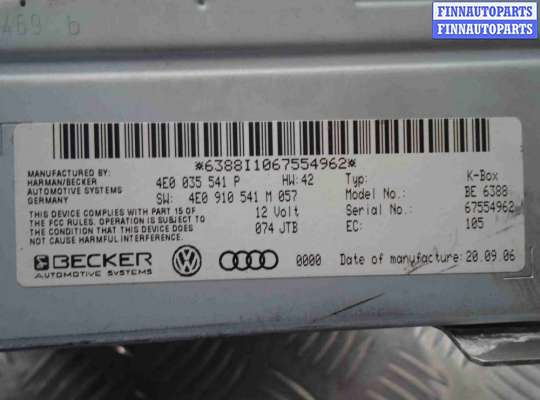 FINNAUTOPARTS
FINNAUTOPARTS
FINNAUTOPARTS
469 6
*6388I1067554962*
MANUFACTURED BY:
HARMAN/BECKER
AUTOMOTIVE SYSTEMS
GERMANY
4E0 035 541 P HW:42 Typ: K-Box
SW: 4E0 910 541 M 057 Model No.: BE 6388
12 Volt Serial No.: 67554962
074 JTB EC: 105
THIS DEVICE COMPLIES WITH PART 15 OF
THE FCC RULES. OPERATION IS SUBJECT TO
THE CONDITION THAT THIS DEVICE DOES
NOT CAUSE HARMFUL INTERFERENCE.
BECKER
AUTOMOTIVE SYSTEMS
0000 Date of manufacture: 20.09.06